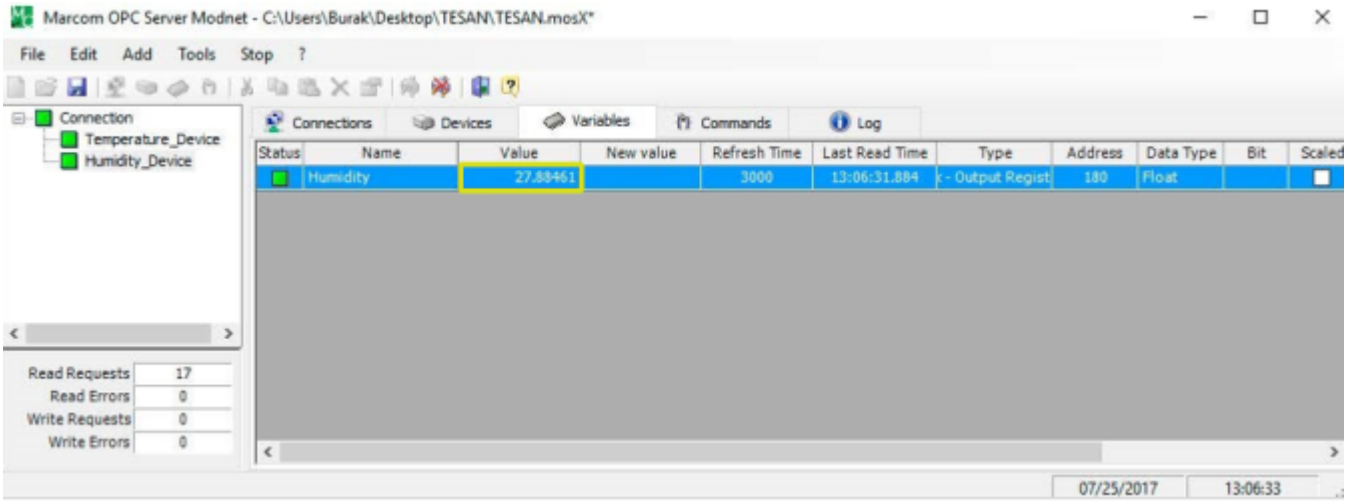 Marcom OPC Server Modnet - C:\Users\Burak\Desktop\TESAN\TESAN.mosX*
File Edit Add Tools Stop ?
Connection
Temperature_Device
Humidity_Device
Connections Devices Variables Commands Log
Status Name Value New value Refresh Time Last Read Time Type Address Data Type Bit Scaled
Humidity 27.88461 3000 13:06:31.884 - Output Regist 180 Float
Read Requests 17
Read Errors 0
Write Requests 0
Write Errors 0
07/25/2017 13:06:33